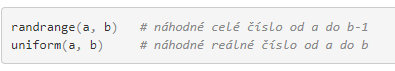 randrange(a, b)   # náhodné celé číslo od a do b-1
uniform(a, b)     # náhodné reálné číslo od a do b